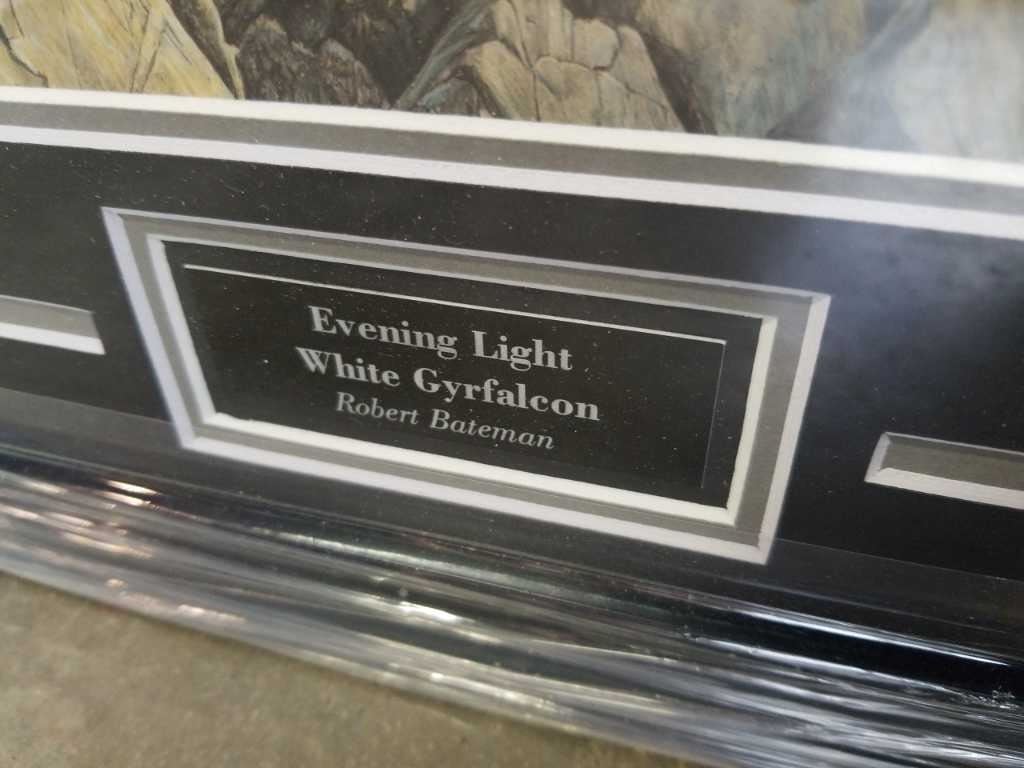 Evening Light
White Gyrfalcon
Robert Bateman